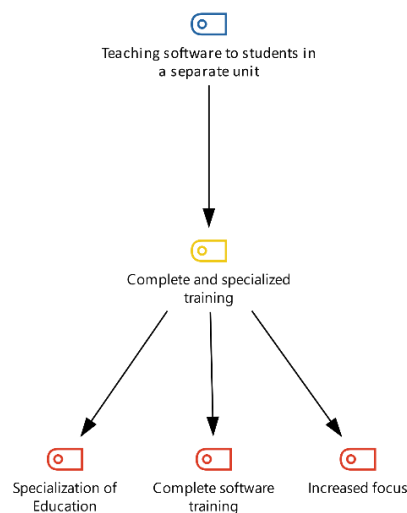 Teaching software to students in
a separate unit
Complete and specialized
training
Specialization of
Education
Complete software
training
Increased focus